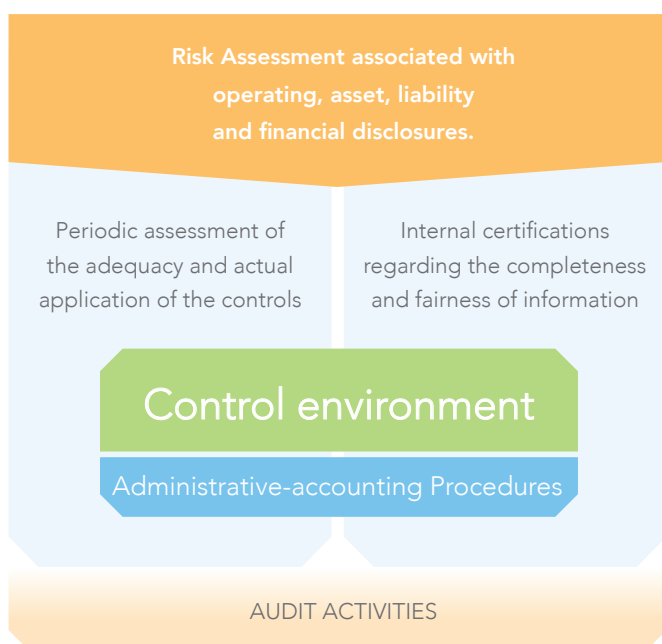 Risk Assessment associated with
operating, asset, liability
and financial disclosures.
Periodic assessment of
the adequacy and actual
application of the controls
Internal certifications
regarding the completeness
and fairness of information
Control environment
Administrative-accounting Procedures
AUDIT ACTIVITIES